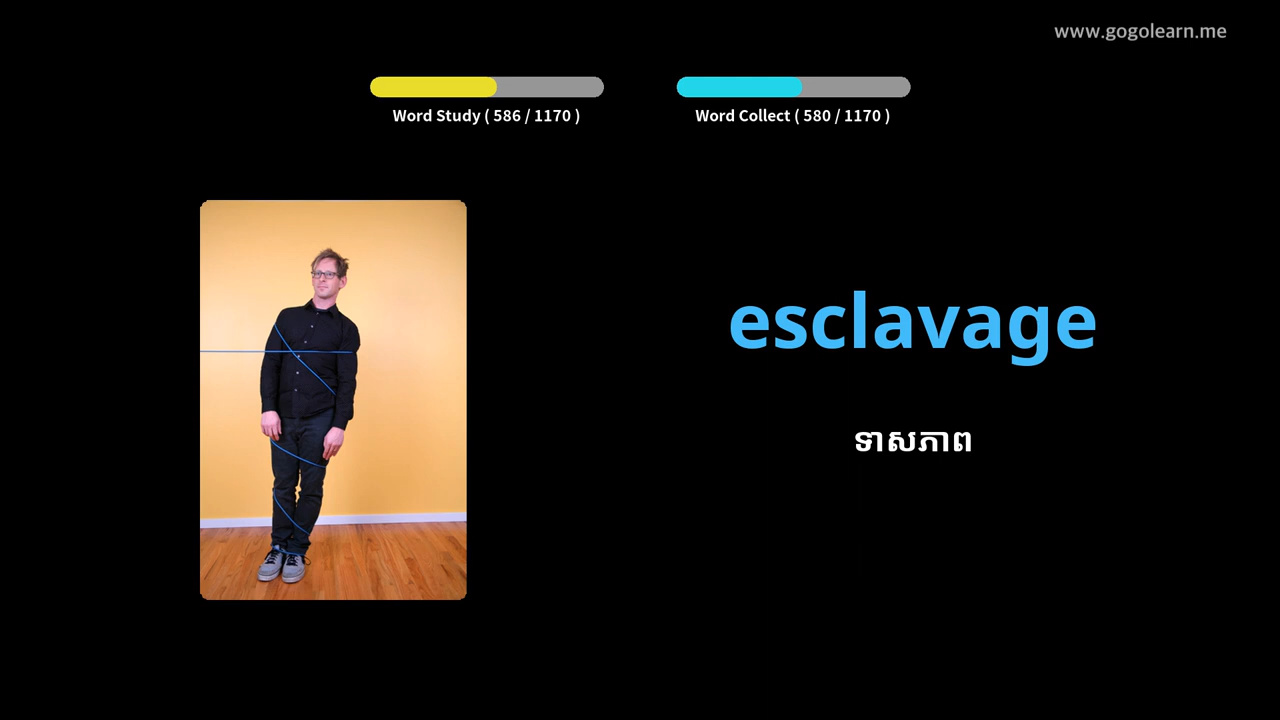 www.gogolearn.me
Word Study ( 586 / 1170 )
Word Collect ( 580 / 1170 )
esclavage
ទាសភាព